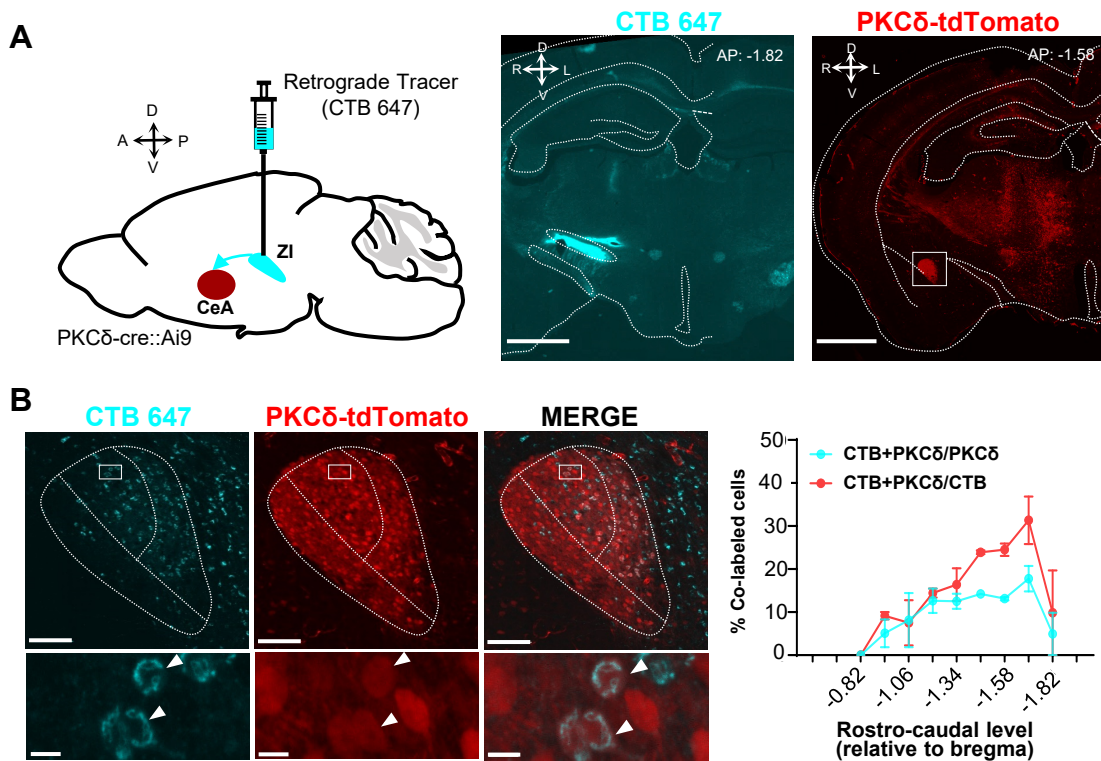 A
Retrograde Tracer
(CTB 647)
D
A
P
V
ZI
CeA
PKCδ-cre::Ai9
CTB 647
D
R
L
V
AP: -1.82
PKCδ-tdTomato
D
R
L
V
AP: -1.58
B
CTB 647
PKCδ-tdTomato
MERGE
% Co-labeled cells
50
40
30
20
10
0
CTB+PKCδ/PKCδ
CTB+PKCδ/CTB
-0.82
-1.06
-1.34
-1.58
-1.82
Rostro-caudal level
(relative to bregma)